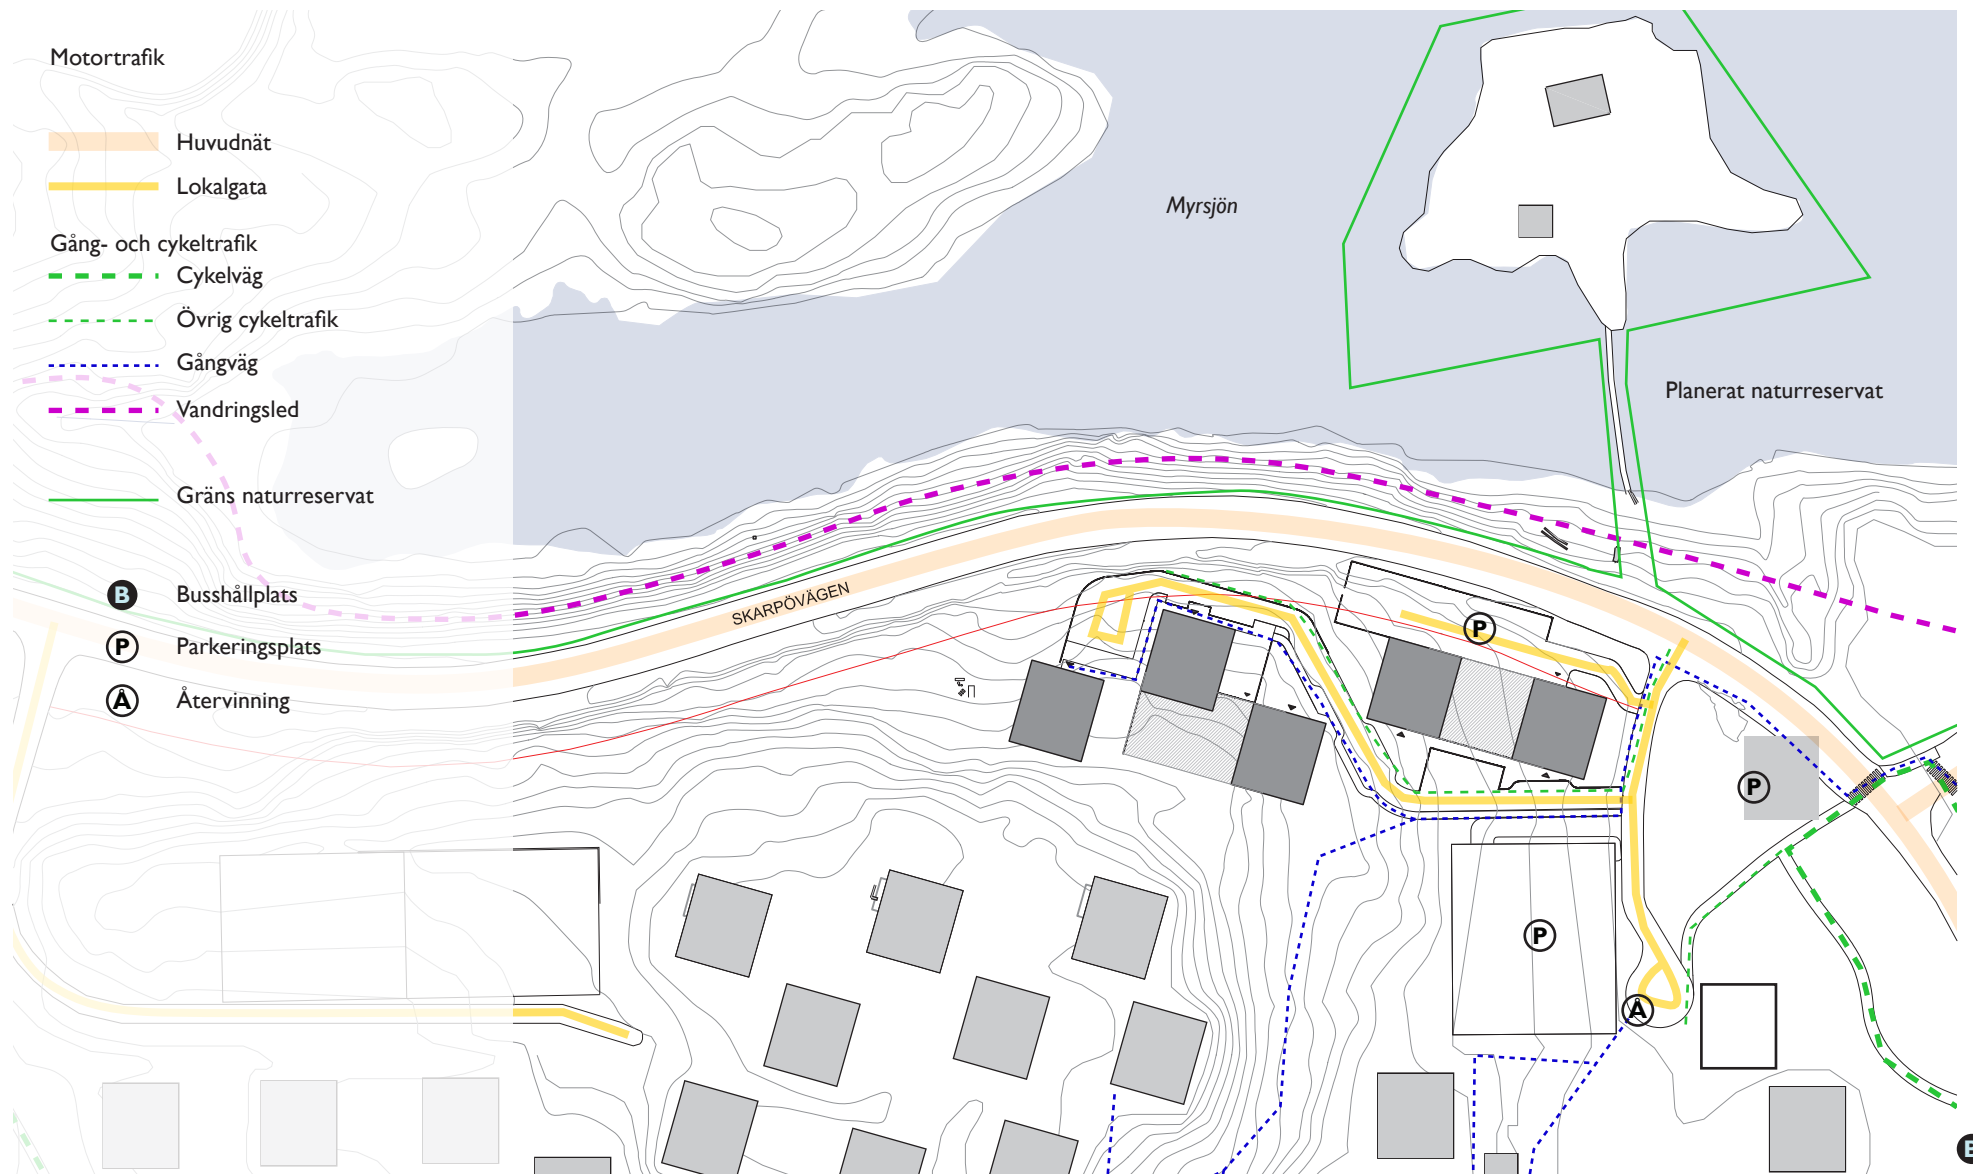 Motortrafik
Huvudnät
Lokalgata
Gång- och cykeltrafik
Cykelväg
Övrig cykeltrafik
Gångväg
Vandringsled
Gräns naturreservat
B Busshållplats
P Parkeringsplats
Å Återvinning
Myrsjön
Planerat naturreservat
SKARPÖVÄGEN
P
P
P
Å
B